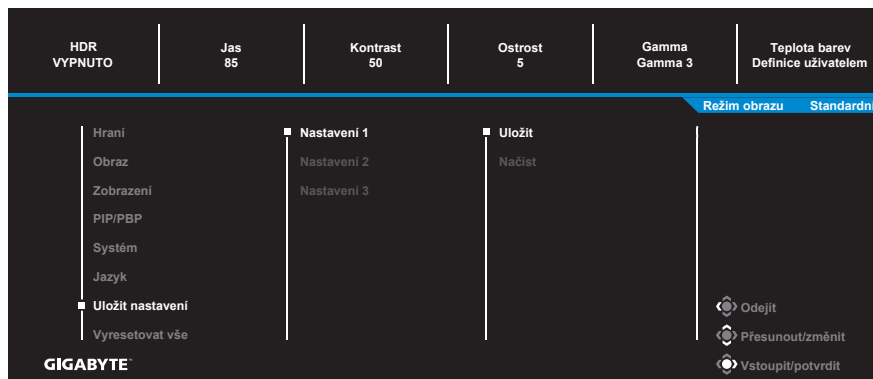 HDR
VYPNUTO
Jas
85
Kontrast
50
Ostrost
5
Gamma
Gamma 3
Teplota barev
Definice uživatelem
Režim obrazu Standardní
Hraní
Obraz
Zobrazení
PIP/PBP
Systém
Jazyk
Uložit nastavení
Vyresetovat vše
Nastavení 1
Nastavení 2
Nastavení 3
Uložit
Načíst
Odejít
Přesunout/změnit
Vstoupit/potvrdit
GIGABYTE™